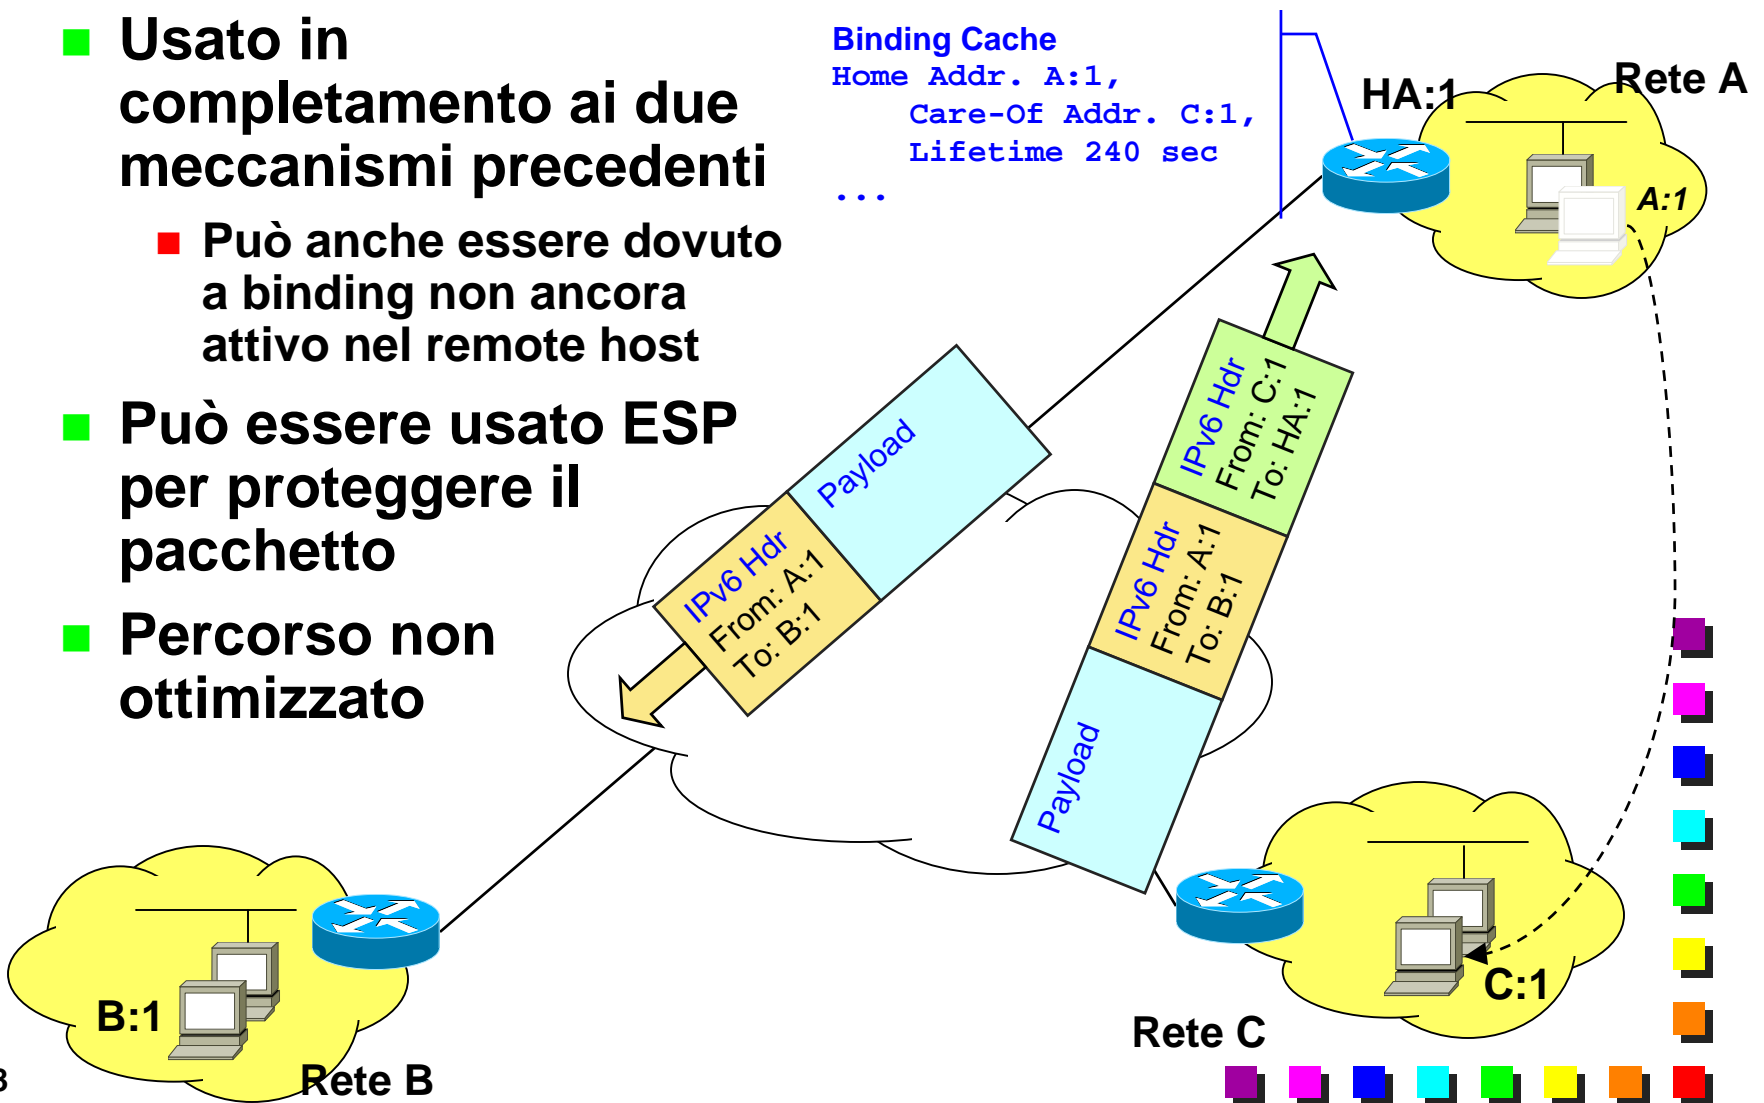 Usato in
completamento ai due
meccanismi precedenti
Può anche essere dovuto
a binding non ancora
attivo nel remote host
Può essere usato ESP
per proteggere il
pacchetto
Percorso non
ottimizzato
Binding Cache
Home Addr. A:1,
Care-Of Addr. C:1,
Lifetime 240 sec
...
HA:1
Rete A
A:1
Payload
IPv6 Hdr
From: A:1
To: B:1
IPv6 Hdr
From: C:1
To: HA:1
IPv6 Hdr
From: A:1
To: B:1
Payload
B:1
Rete B
C:1
Rete C